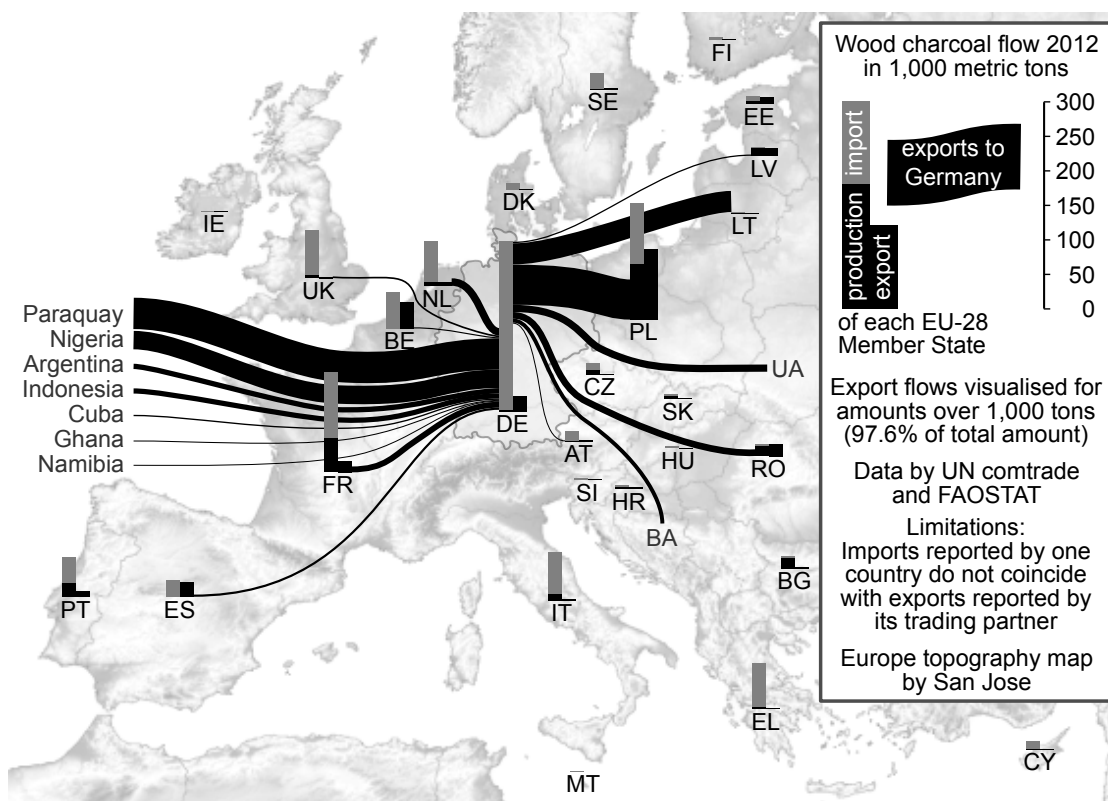 FI
SE
EE
LV
DK
LT
IE
UK
NL
BE
PL
Paraguay
Nigeria
Argentina
Indonesia
Cuba
Ghana
Namibia
UA
CZ
SK
DE
AT
HU
RO
FR
SI
HR
BA
PT
ES
IT
BG
EL
CY
MT
Wood charcoal flow 2012
in 1,000 metric tons
import
production
export
exports to
Germany
300
250
200
150
100
50
0
of each EU-28
Member State
Export flows visualised for
amounts over 1,000 tons
(97.6% of total amount)
Data by UN comtrade
and FAOSTAT
Limitations:
Imports reported by one
country do not coincide
with exports reported by
its trading partner
Europe topography map
by San Jose